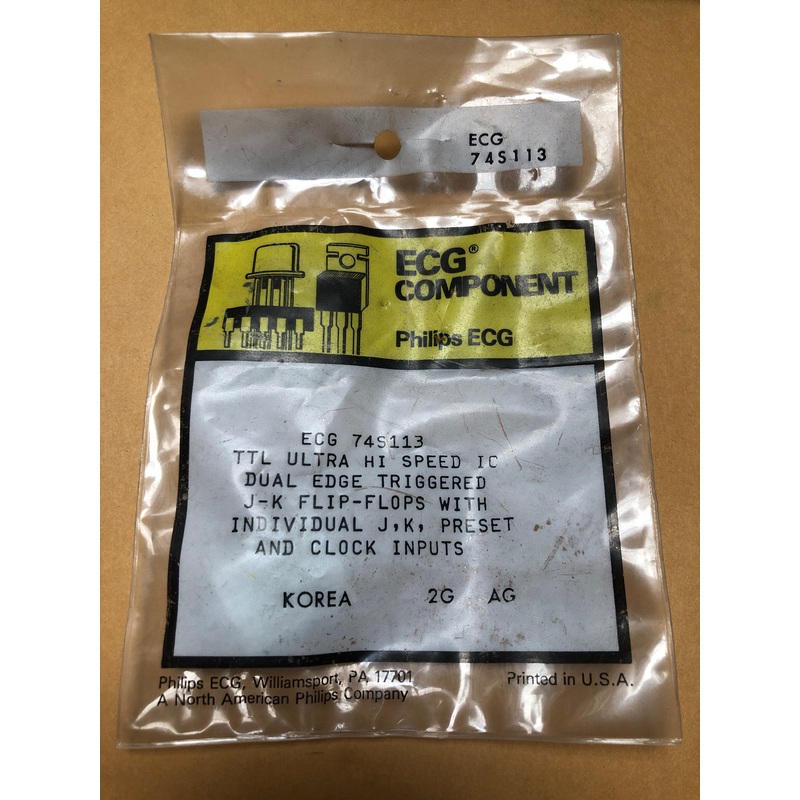 ECG
74S113
ECG®
COMPONENT
Philips ECG
ECG 74S113
TTL ULTRA HI SPEED IC
DUAL EDGE TRIGGERED
J-K FLIP-FLOPS WITH
INDIVIDUAL J,K, PRESET
AND CLOCK INPUTS
KOREA 2G AG
Philips ECG, Williamsport, PA 17701
A North American Philips Company
Printed in U.S.A.